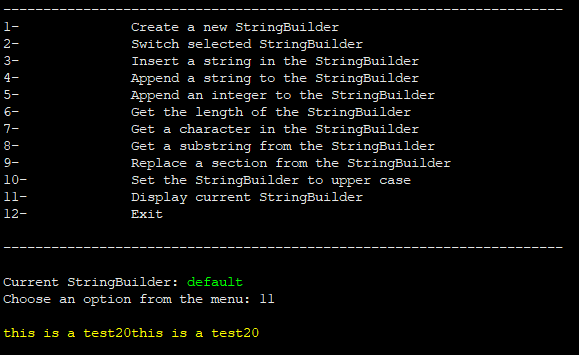 ----------------------------------------------------------------------
1- Create a new StringBuilder
2- Switch selected StringBuilder
3- Insert a string in the StringBuilder
4- Append a string to the StringBuilder
5- Append an integer to the StringBuilder
6- Get the length of the StringBuilder
7- Get a character in the StringBuilder
8- Get a substring from the StringBuilder
9- Replace a section from the StringBuilder
10- Set the StringBuilder to upper case
11- Display current StringBuilder
12- Exit
----------------------------------------------------------------------
Current StringBuilder: default
Choose an option from the menu: 11
this is a test20this is a test20